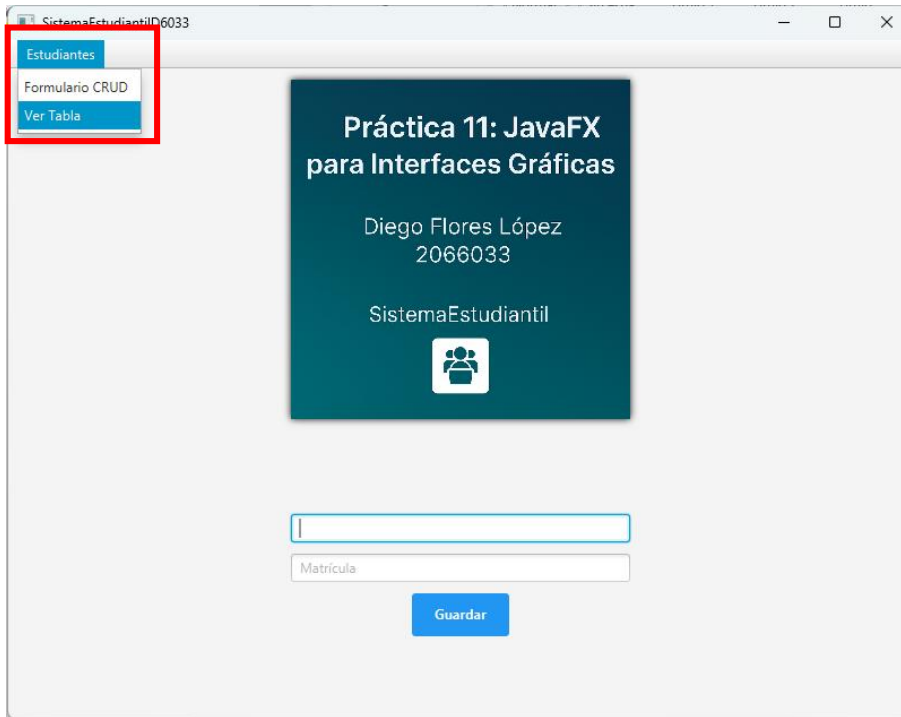 SistemaEstudiantilD6033
Estudiantes
Formulario CRUD
Ver Tabla
Práctica 11: JavaFX
para Interfaces Gráficas
Diego Flores López
2066033
SistemaEstudiantil
Matrícula
Guardar